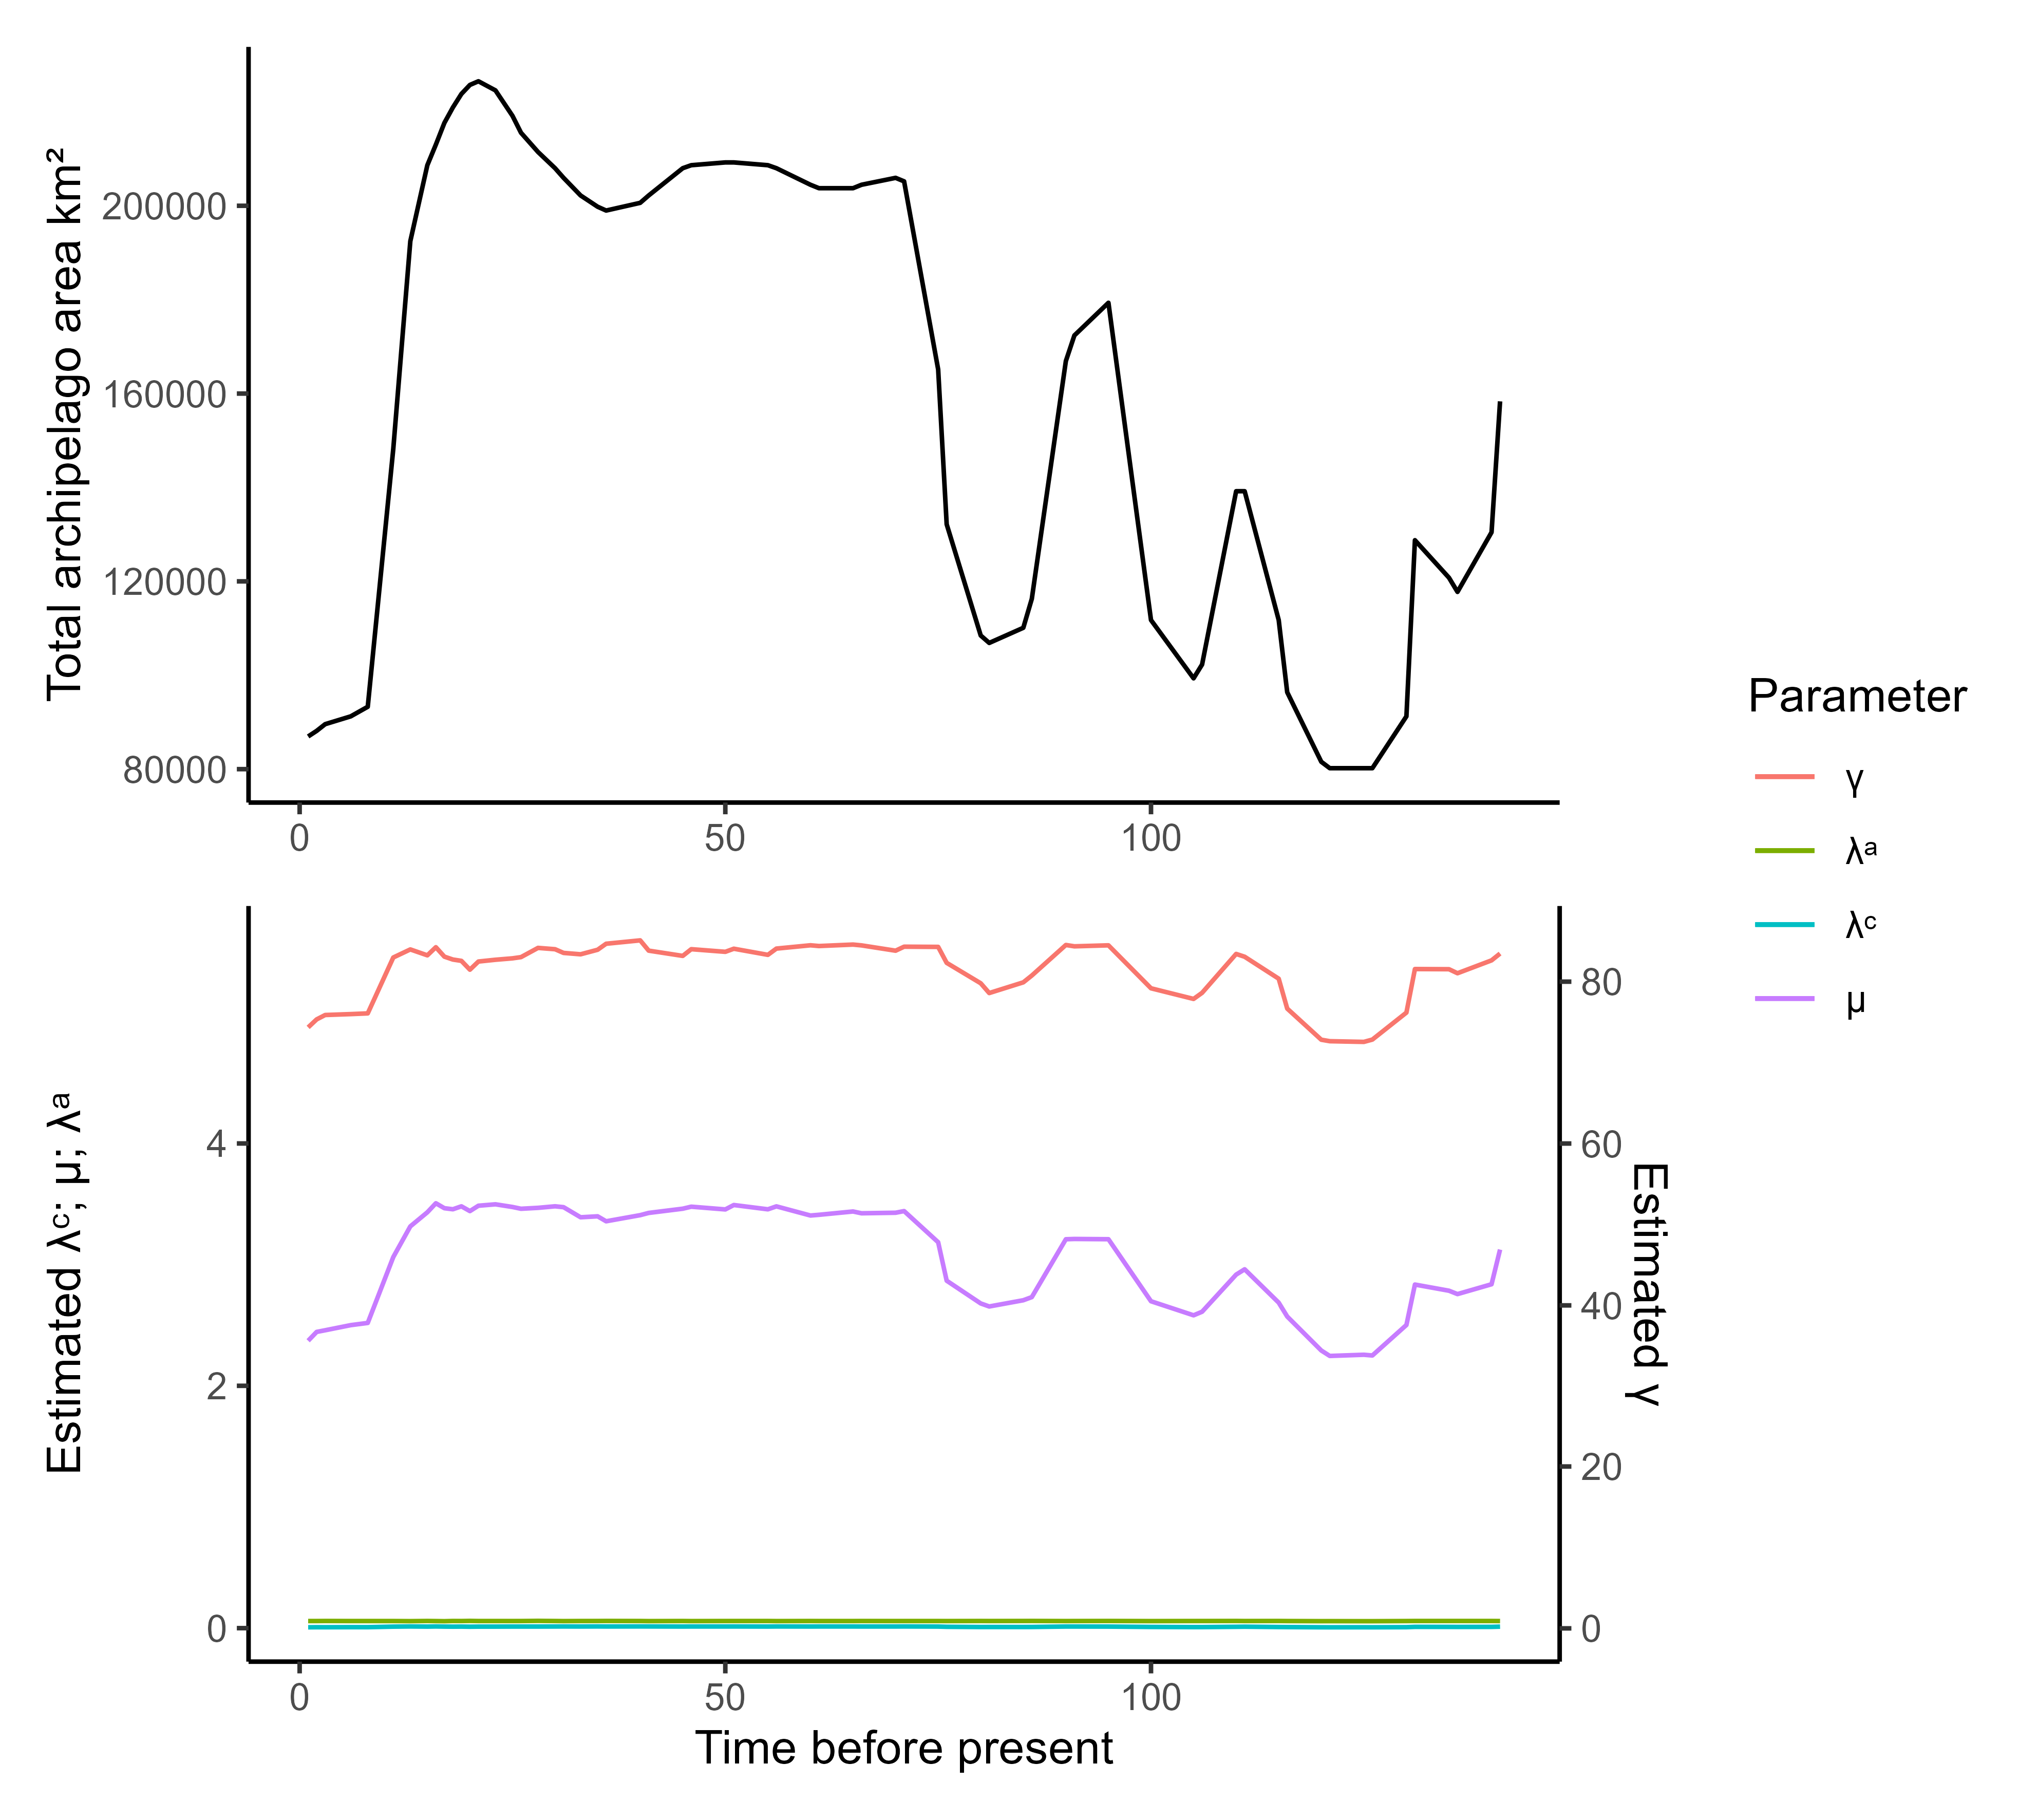 Total archipelago area km²
200000
160000
120000
80000
0 50 100
Parameter
γ
λᵃ
λᶜ
μ
Estimated λᶜ; μ; λᵃ
4
2
0
80
60
40
20
0
Estimated γ
0 50 100
Time before present